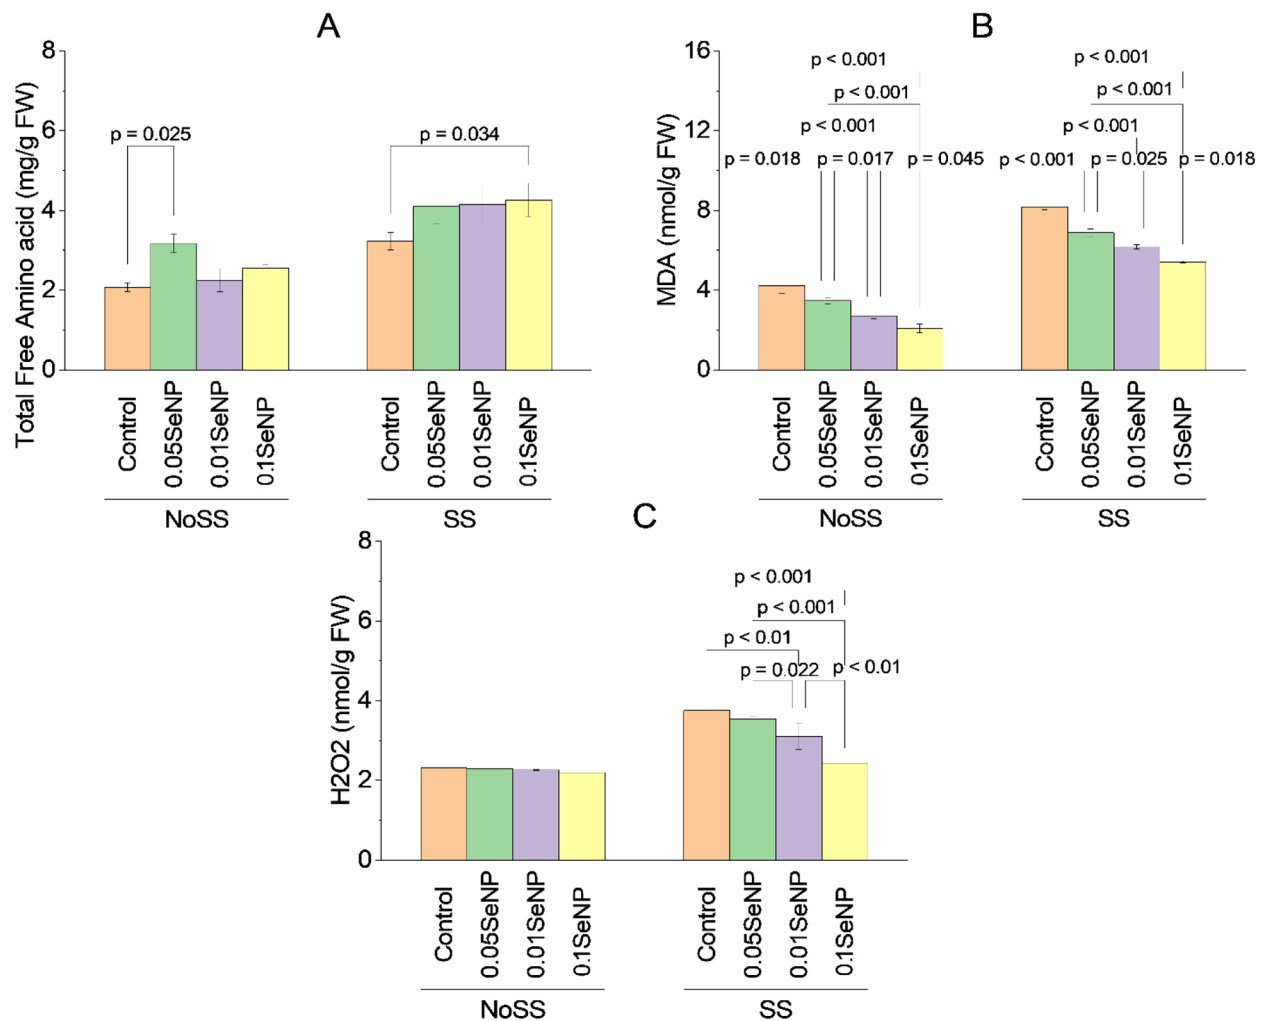 A
B
8
6
4
2
0
Total Free Amino acid (mg/g FW)
p = 0.025
p = 0.034
Control
0.05SeNP
0.01SeNP
0.1SeNP
NoSS
Control
0.05SeNP
0.01SeNP
0.1SeNP
SS
16
12
8
4
0
MDA (nmol/g FW)
p < 0.001
p < 0.001
p < 0.001
p = 0.018
p = 0.017
p = 0.045
p < 0.001
p < 0.001
p < 0.001
p < 0.001
p = 0.025
p = 0.018
Control
0.05SeNP
0.01SeNP
0.1SeNP
NoSS
Control
0.05SeNP
0.01SeNP
0.1SeNP
SS
C
8
6
4
2
0
H2O2 (nmol/g FW)
p < 0.001
p < 0.001
p < 0.01
p = 0.022
p < 0.01
Control
0.05SeNP
0.01SeNP
0.1SeNP
NoSS
Control
0.05SeNP
0.01SeNP
0.1SeNP
SS